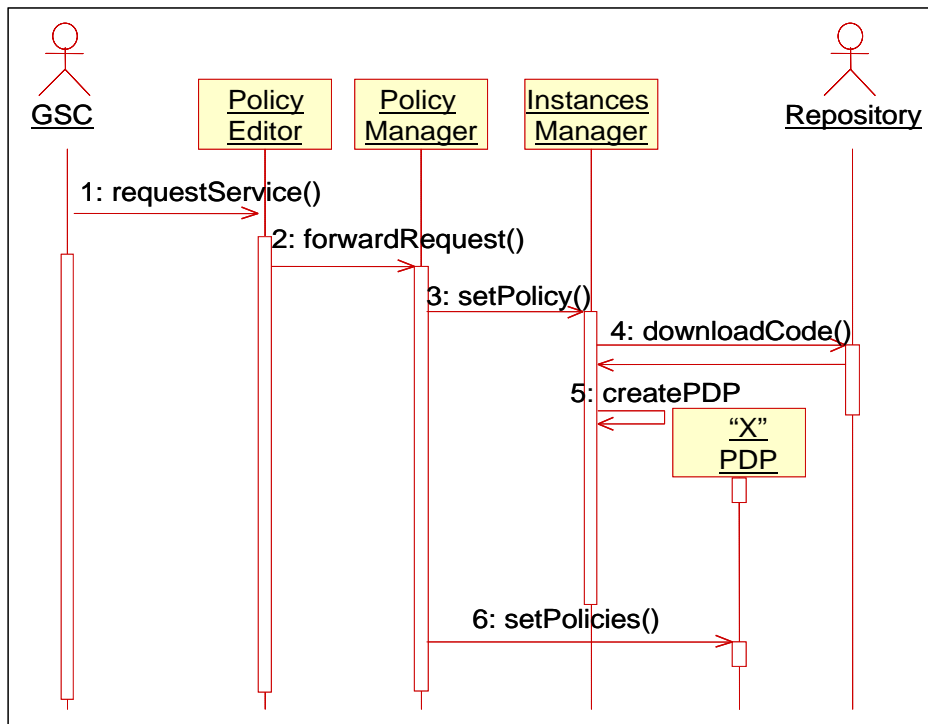 GSC
Policy
Editor
Policy
Manager
Instances
Manager
Repository
1: requestService()
2: forwardRequest()
3: setPolicy()
4: downloadCode()
5: createPDP
“X”
PDP
6: setPolicies()